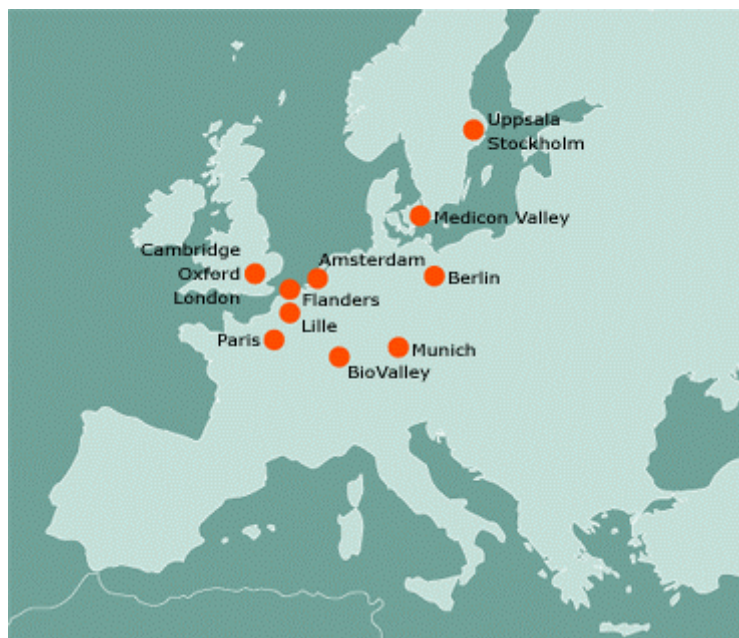 Uppsala
Stockholm
Medicon Valley
Cambridge
Oxford
London
Amsterdam
Berlin
Flanders
Lille
Paris
Munich
BioValley